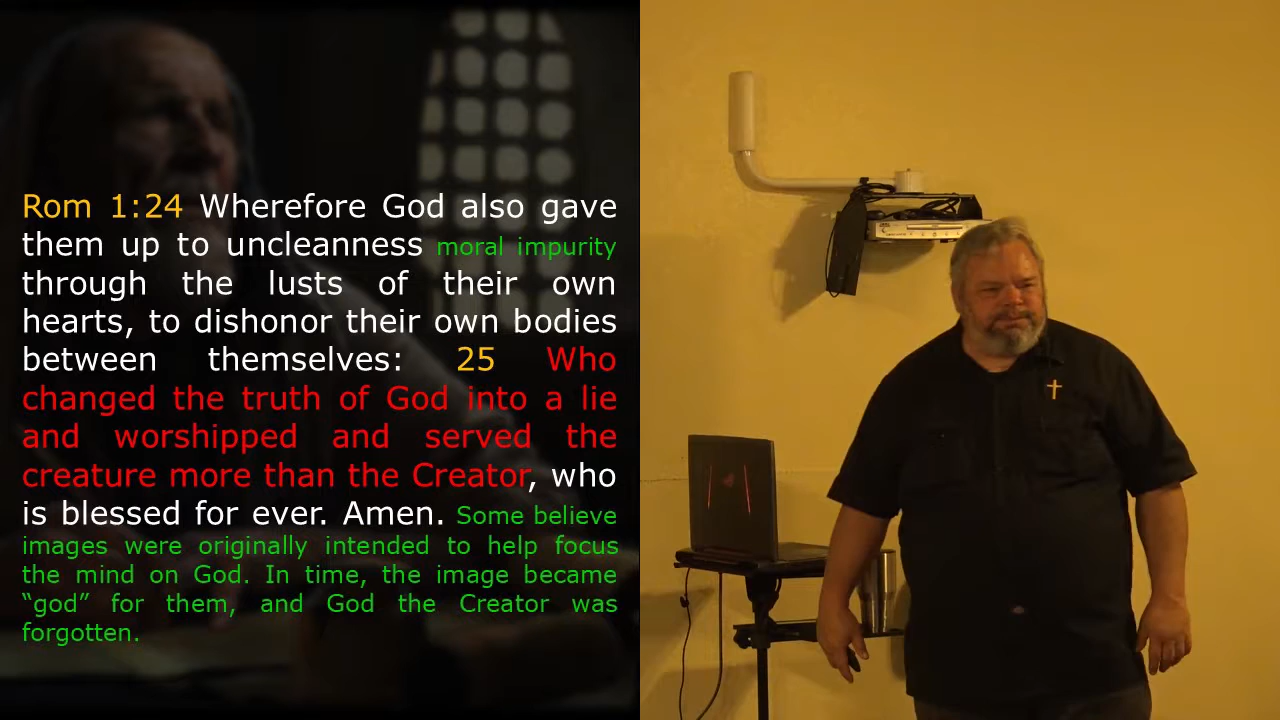 Rom 1:24 Wherefore God also gave
them up to uncleanness moral impurity
through the lusts of their own
hearts, to dishonor their own bodies
between themselves: 25 Who
changed the truth of God into a lie
and worshipped and served the
creature more than the Creator, who
is blessed for ever. Amen. Some believe
images were originally intended to help focus
the mind on God. In time, the image became
“god” for them, and God the Creator was
forgotten.